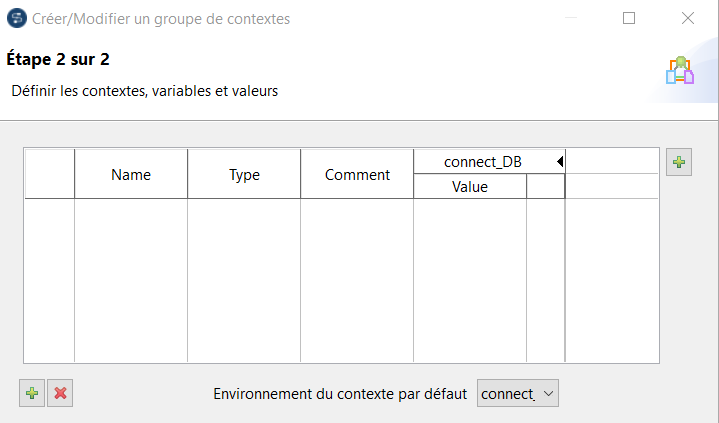 Créer/Modifier un groupe de contextes
Étape 2 sur 2
Définir les contextes, variables et valeurs
Name Type Comment connect_DB
Value
Environnement du contexte par défaut connect_